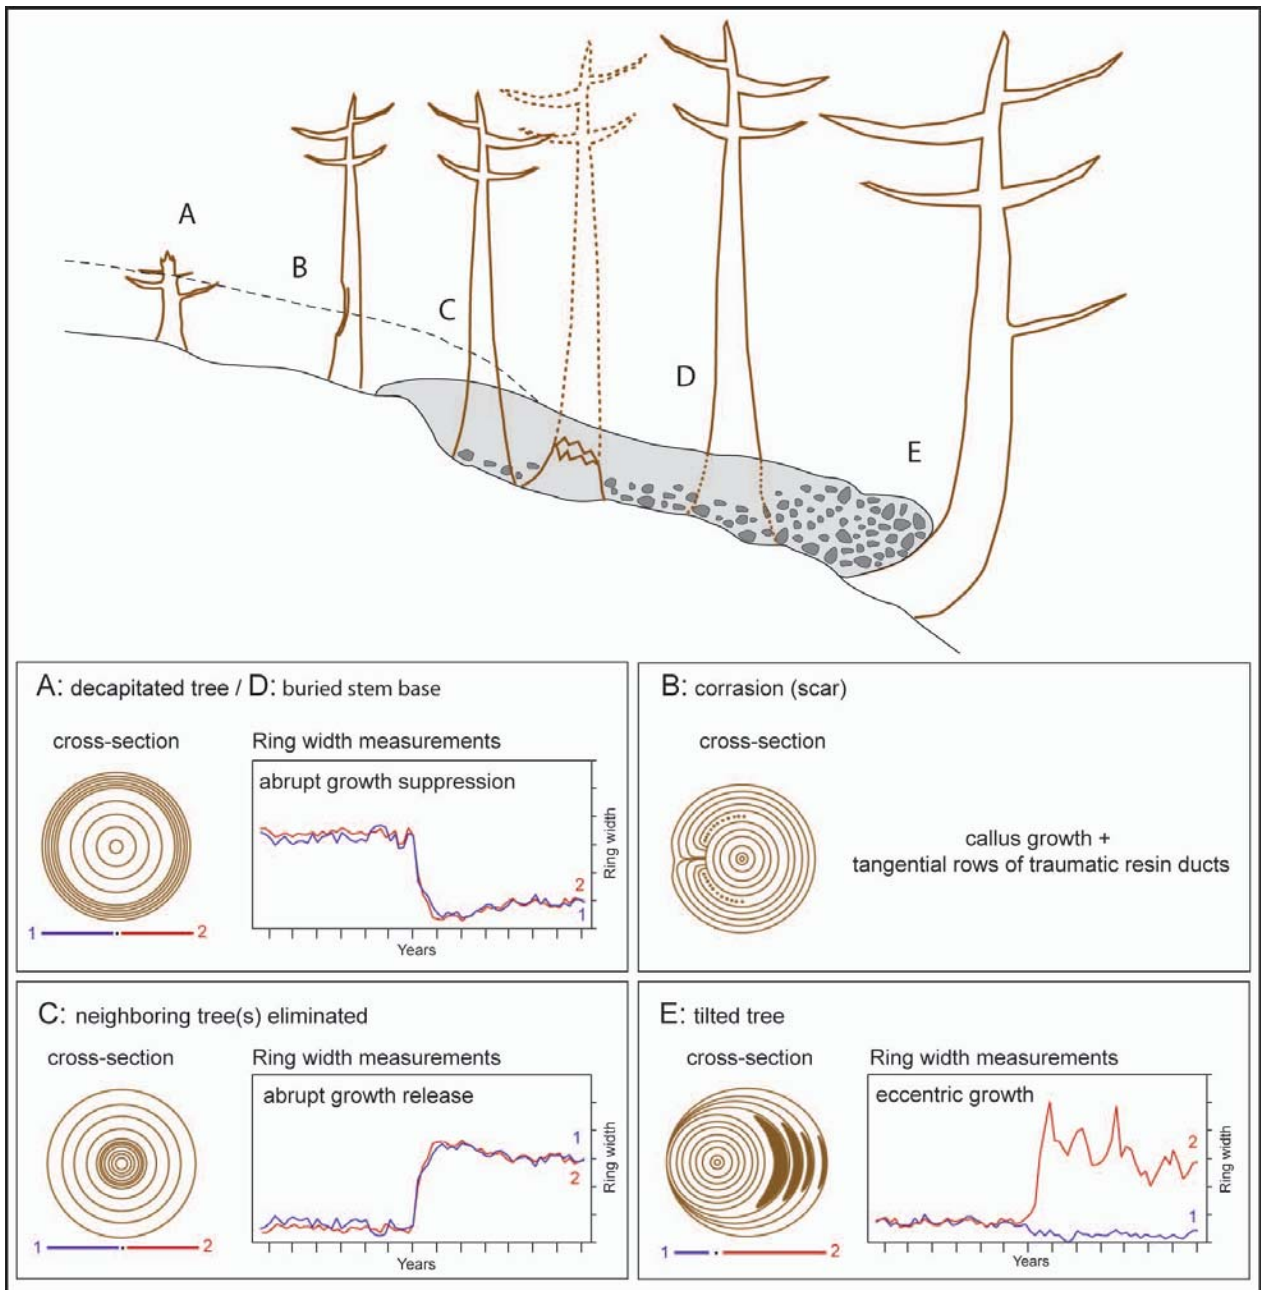 A
B
C
D
E
A: decapitated tree / D: buried stem base
cross-section
Ring width measurements
abrupt growth suppression
Ring width
2
1
Years
1
2
B: corrasion (scar)
cross-section
callus growth +
tangential rows of traumatic resin ducts
C: neighboring tree(s) eliminated
cross-section
Ring width measurements
abrupt growth release
Ring width
1
2
Years
1
2
E: tilted tree
cross-section
Ring width measurements
eccentric growth
Ring width
2
1
Years
1
2